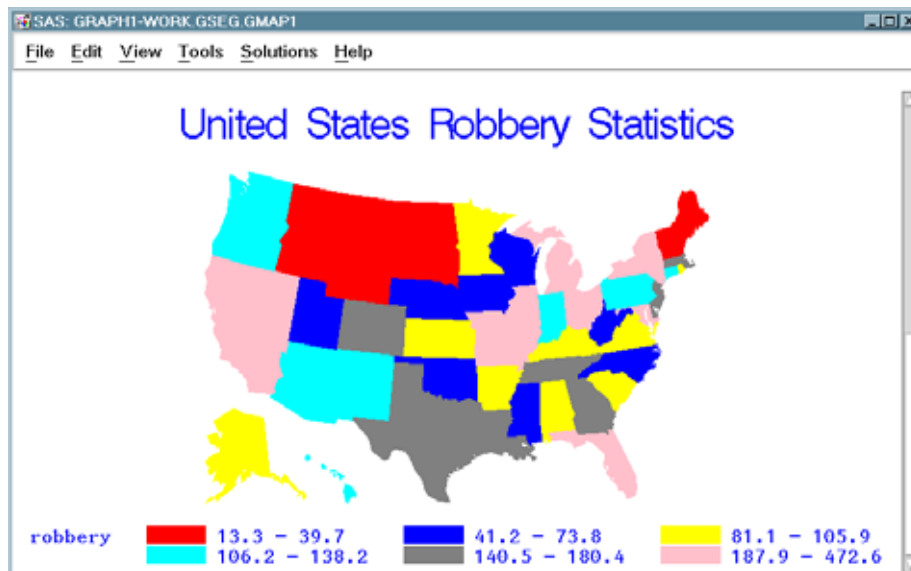 SAS: GRAPH1-WORK.GSEG.GMAP1
File Edit View Tools Solutions Help
United States Robbery Statistics
robbery 13.3 - 39.7 41.2 - 73.8 81.1 - 105.9
106.2 - 138.2 140.5 - 180.4 187.9 - 472.6